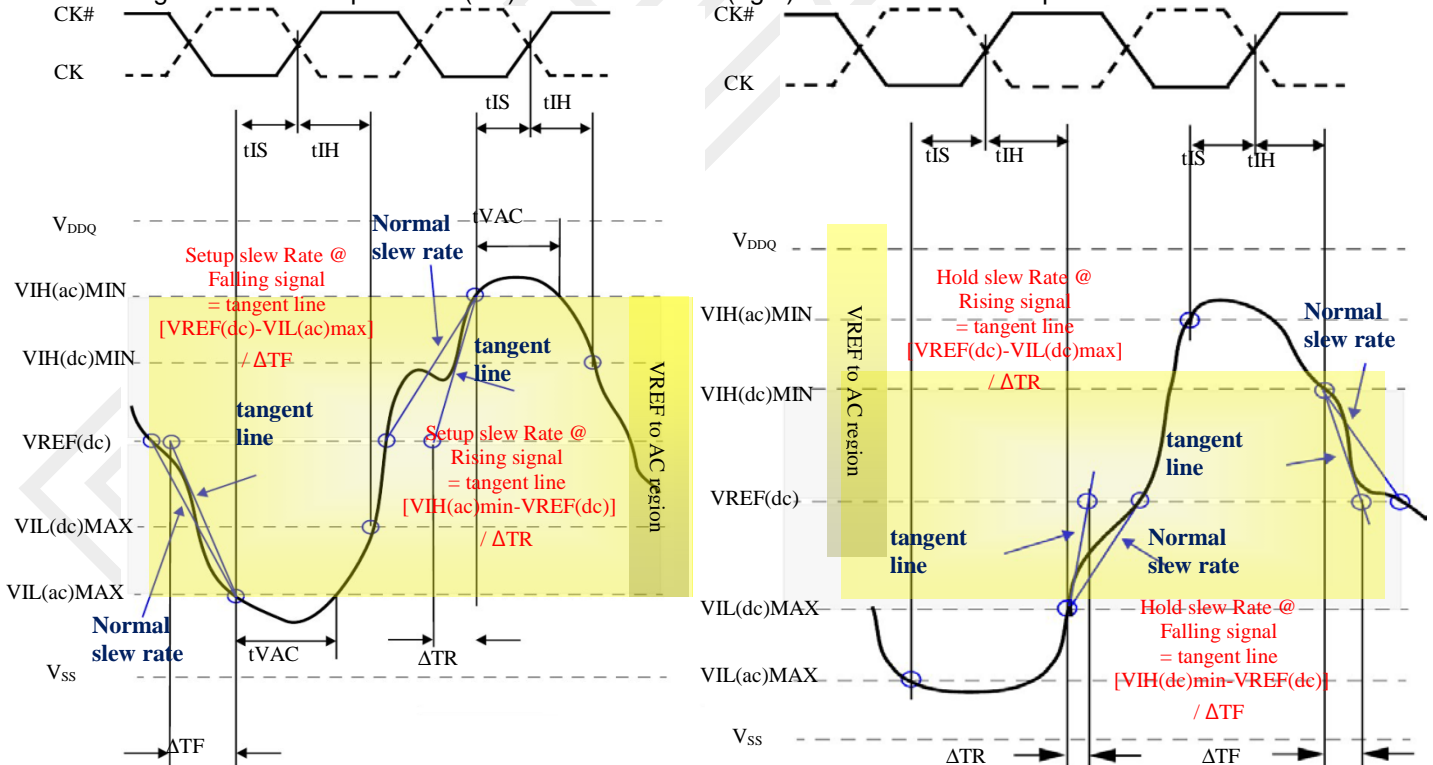 CK#
CK
tIS
tIH
tIS
tIH
VDDQ
Normal
slew rate
tVAC
Setup slew Rate @
Falling signal
= tangent line
[VREF(dc)-VIL(ac)max]
/ ΔTF
VIH(ac)MIN
VIH(dc)MIN
tangent
line
tangent
line
VREF(dc)
Setup slew Rate @
Rising signal
= tangent line
[VIH(ac)min-VREF(dc)]
/ ΔTR
VREF to AC region
VIL(dc)MAX
VIL(ac)MAX
Normal
slew rate
tVAC
ΔTR
VSS
ΔTF
CK#
CK
tIS
tIH
tIS
tIH
VDDQ
VREF to AC region
Hold slew Rate @
Rising signal
= tangent line
[VREF(dc)-VIL(dc)max]
/ ΔTR
VIH(ac)MIN
Normal
slew rate
VIH(dc)MIN
tangent
line
VREF(dc)
tangent
line
Normal
slew rate
VIL(dc)MAX
Hold slew Rate @
Falling signal
= tangent line
[VIH(dc)min-VREF(dc)]
/ ΔTF
VIL(ac)MAX
VSS
ΔTR
ΔTF